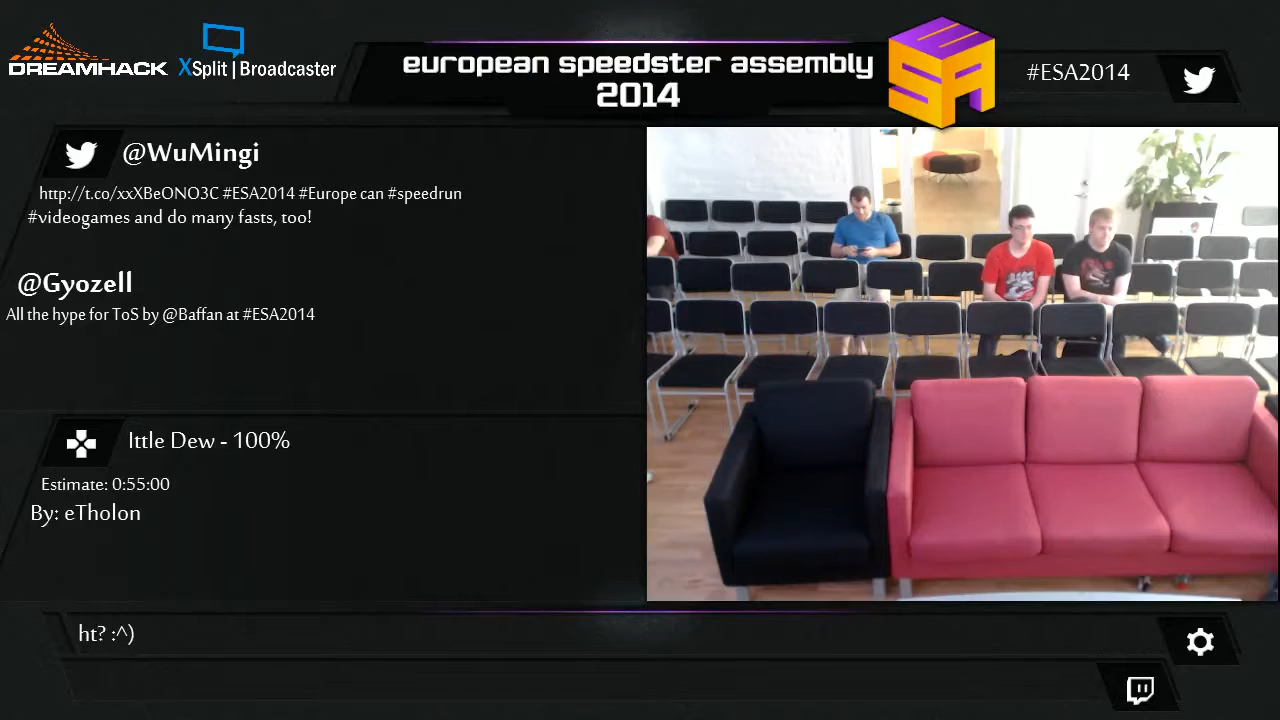 DREAMHACK
XSplit | Broadcaster
european speedster assembly
2014
#ESA2014
@WuMingi
http://t.co/xxXBeONO3C #ESA2014 #Europe can #speedrun
#videogames and do many fasts, too!
@Gyozell
All the hype for ToS by @Baffan at #ESA2014
Ittle Dew - 100%
Estimate: 0:55:00
By: eTholon
ht? :^)